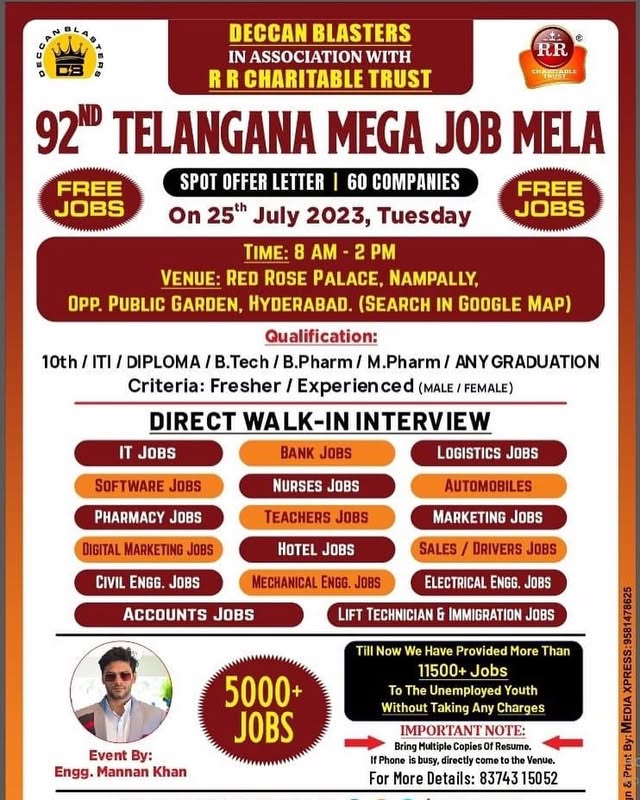 DECCAN BLASTERS
DB
DECCAN BLASTERS
IN ASSOCIATION WITH
R R CHARITABLE TRUST
RR
CHARITABLE
TRUST
®
92ND TELANGANA MEGA JOB MELA
FREE
JOBS
SPOT OFFER LETTER | 60 COMPANIES
On 25th July 2023, Tuesday
FREE
JOBS
TIME: 8 AM - 2 PM
VENUE: RED ROSE PALACE, NAMPALLY,
OPP. PUBLIC GARDEN, HYDERABAD. (SEARCH IN GOOGLE MAP)
Qualification:
10th / ITI / DIPLOMA / B.Tech / B.Pharm / M.Pharm / ANY GRADUATION
Criteria: Fresher / Experienced (MALE / FEMALE)
DIRECT WALK-IN INTERVIEW
IT JOBS BANK JOBS LOGISTICS JOBS
SOFTWARE JOBS NURSES JOBS AUTOMOBILES
PHARMACY JOBS TEACHERS JOBS MARKETING JOBS
DIGITAL MARKETING JOBS HOTEL JOBS SALES / DRIVERS JOBS
CIVIL ENGG. JOBS MECHANICAL ENGG. JOBS ELECTRICAL ENGG. JOBS
ACCOUNTS JOBS LIFT TECHNICIAN & IMMIGRATION JOBS
Event By:
Engg. Mannan Khan
5000+
JOBS
Till Now We Have Provided More Than
11500+ Jobs
To The Unemployed Youth
Without Taking Any Charges
IMPORTANT NOTE:
Bring Multiple Copies Of Resume.
If Phone is busy, directly come to the Venue.
For More Details: 8374315052
n & Print By: MEDIA XPRESS: 9581478625